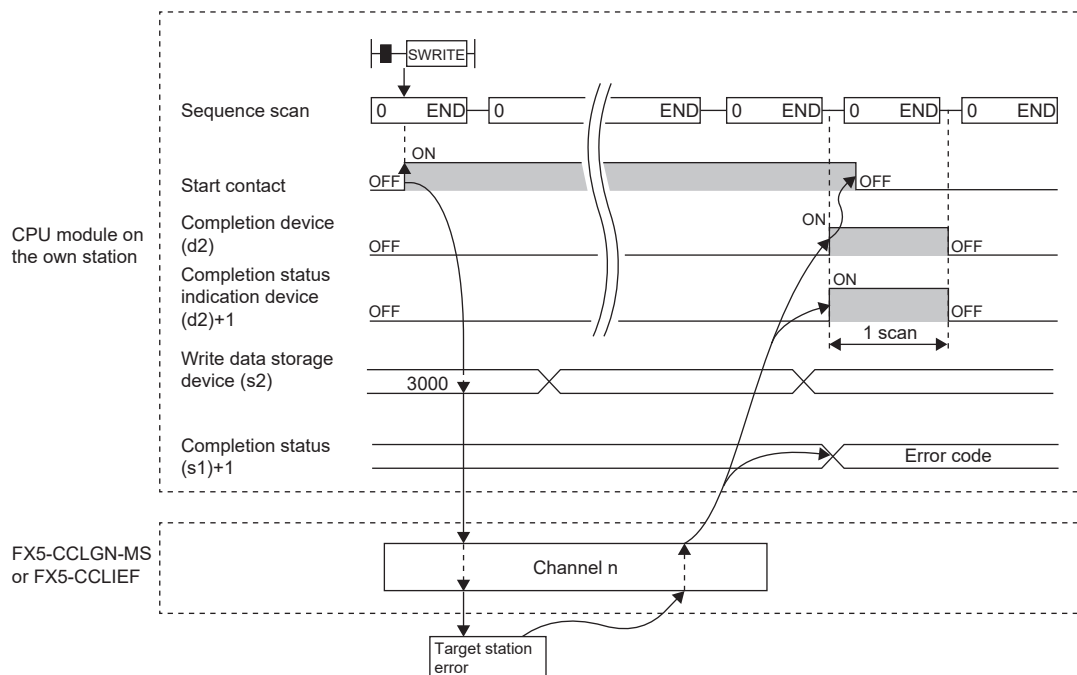 SWRITE
Sequence scan
0 END 0 END 0 END 0 END 0 END
ON
Start contact
OFF
OFF
CPU module on
the own station
Completion device
(d2)
ON
OFF
OFF
Completion status
indication device
(d2)+1
ON
OFF
OFF
1 scan
Write data storage
device (s2)
3000
Completion status
(s1)+1
Error code
FX5-CCLGN-MS
or FX5-CCLIEF
Channel n
Target station
error